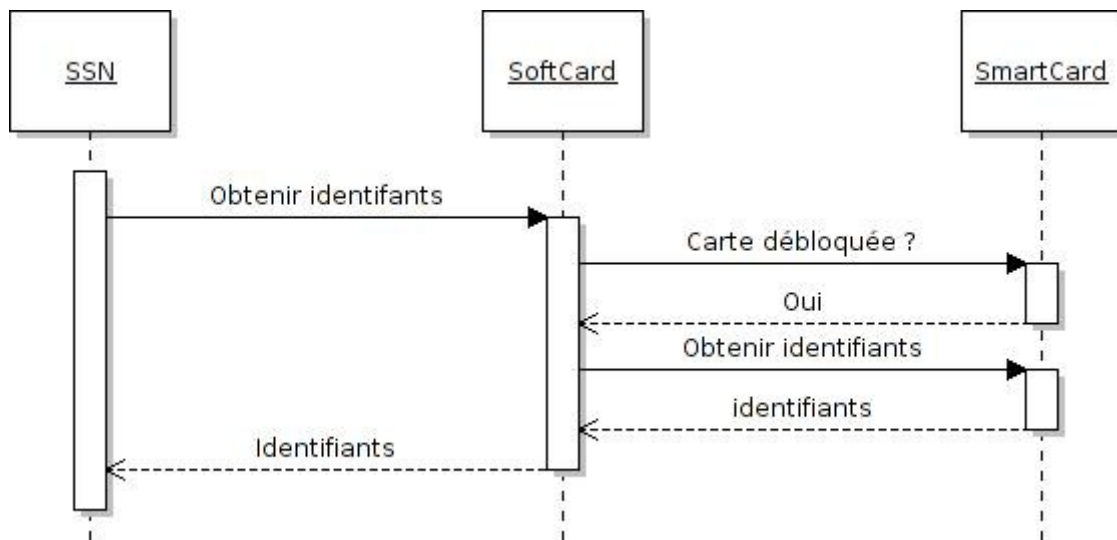 SSN
SoftCard
SmartCard
Obtenir identifants
Carte débloquée ?
Oui
Obtenir identifiants
identifiants
Identifiants